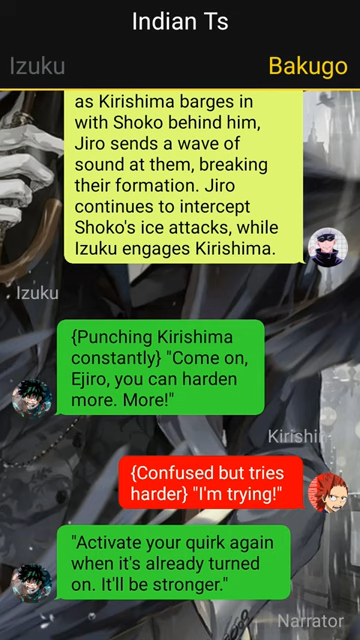 Indian Ts
Izuku
Bakugo
as Kirishima barges in
with Shoko behind him,
Jiro sends a wave of
sound at them, breaking
their formation. Jiro
continues to intercept
Shoko's ice attacks, while
Izuku engages Kirishima.
Izuku
{Punching Kirishima
constantly} "Come on,
Ejiro, you can harden
more. More!"
Kirishi
{Confused but tries
harder} "I'm trying!"
"Activate your quirk again
when it's already turned
on. It'll be stronger."
Narrator